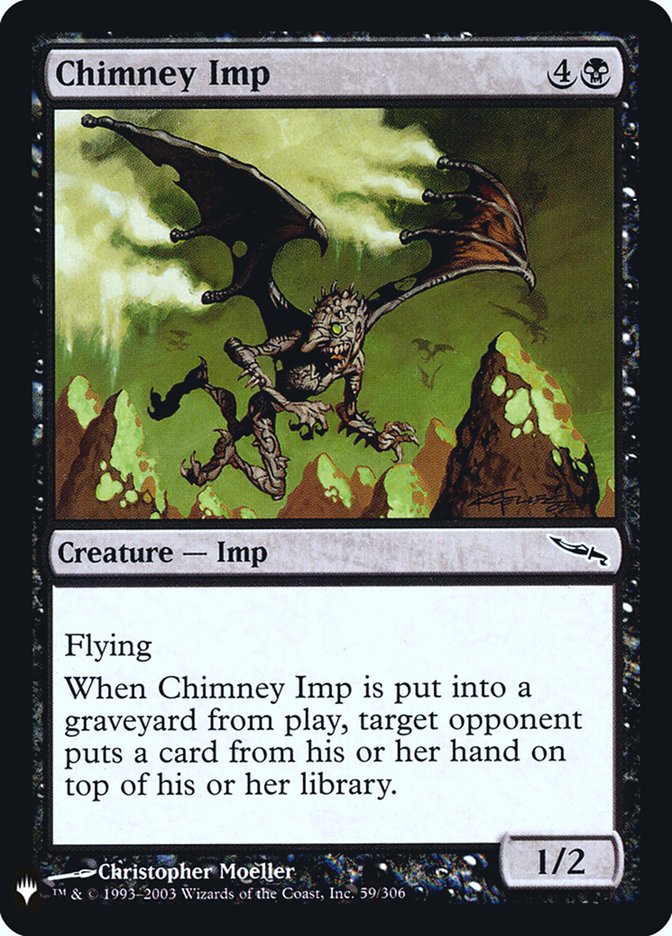 Chimney Imp 4
Creature — Imp
Flying
When Chimney Imp is put into a
graveyard from play, target opponent
puts a card from his or her hand on
top of his or her library.
1/2
Christopher Moeller
™ & © 1993–2003 Wizards of the Coast, Inc. 59/306